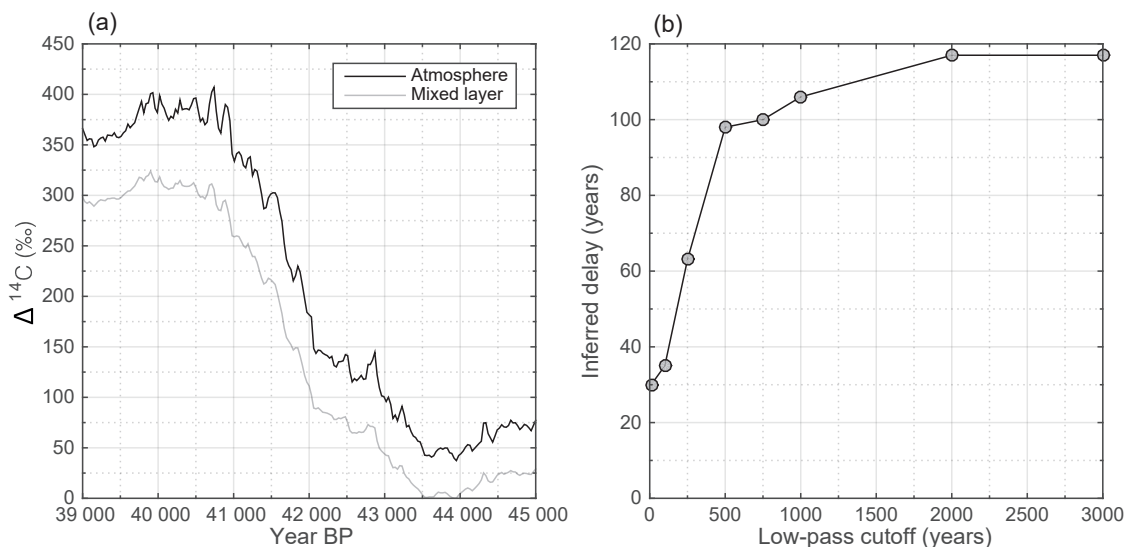 (a)
450
400
350
300
250
200
150
100
50
0
Δ ¹⁴C (‰)
Atmosphere
Mixed layer
39 000 40 000 41 000 42 000 43 000 44 000 45 000
Year BP
(b)
120
100
80
60
40
20
0
Inferred delay (years)
0 500 1000 1500 2000 2500 3000
Low-pass cutoff (years)